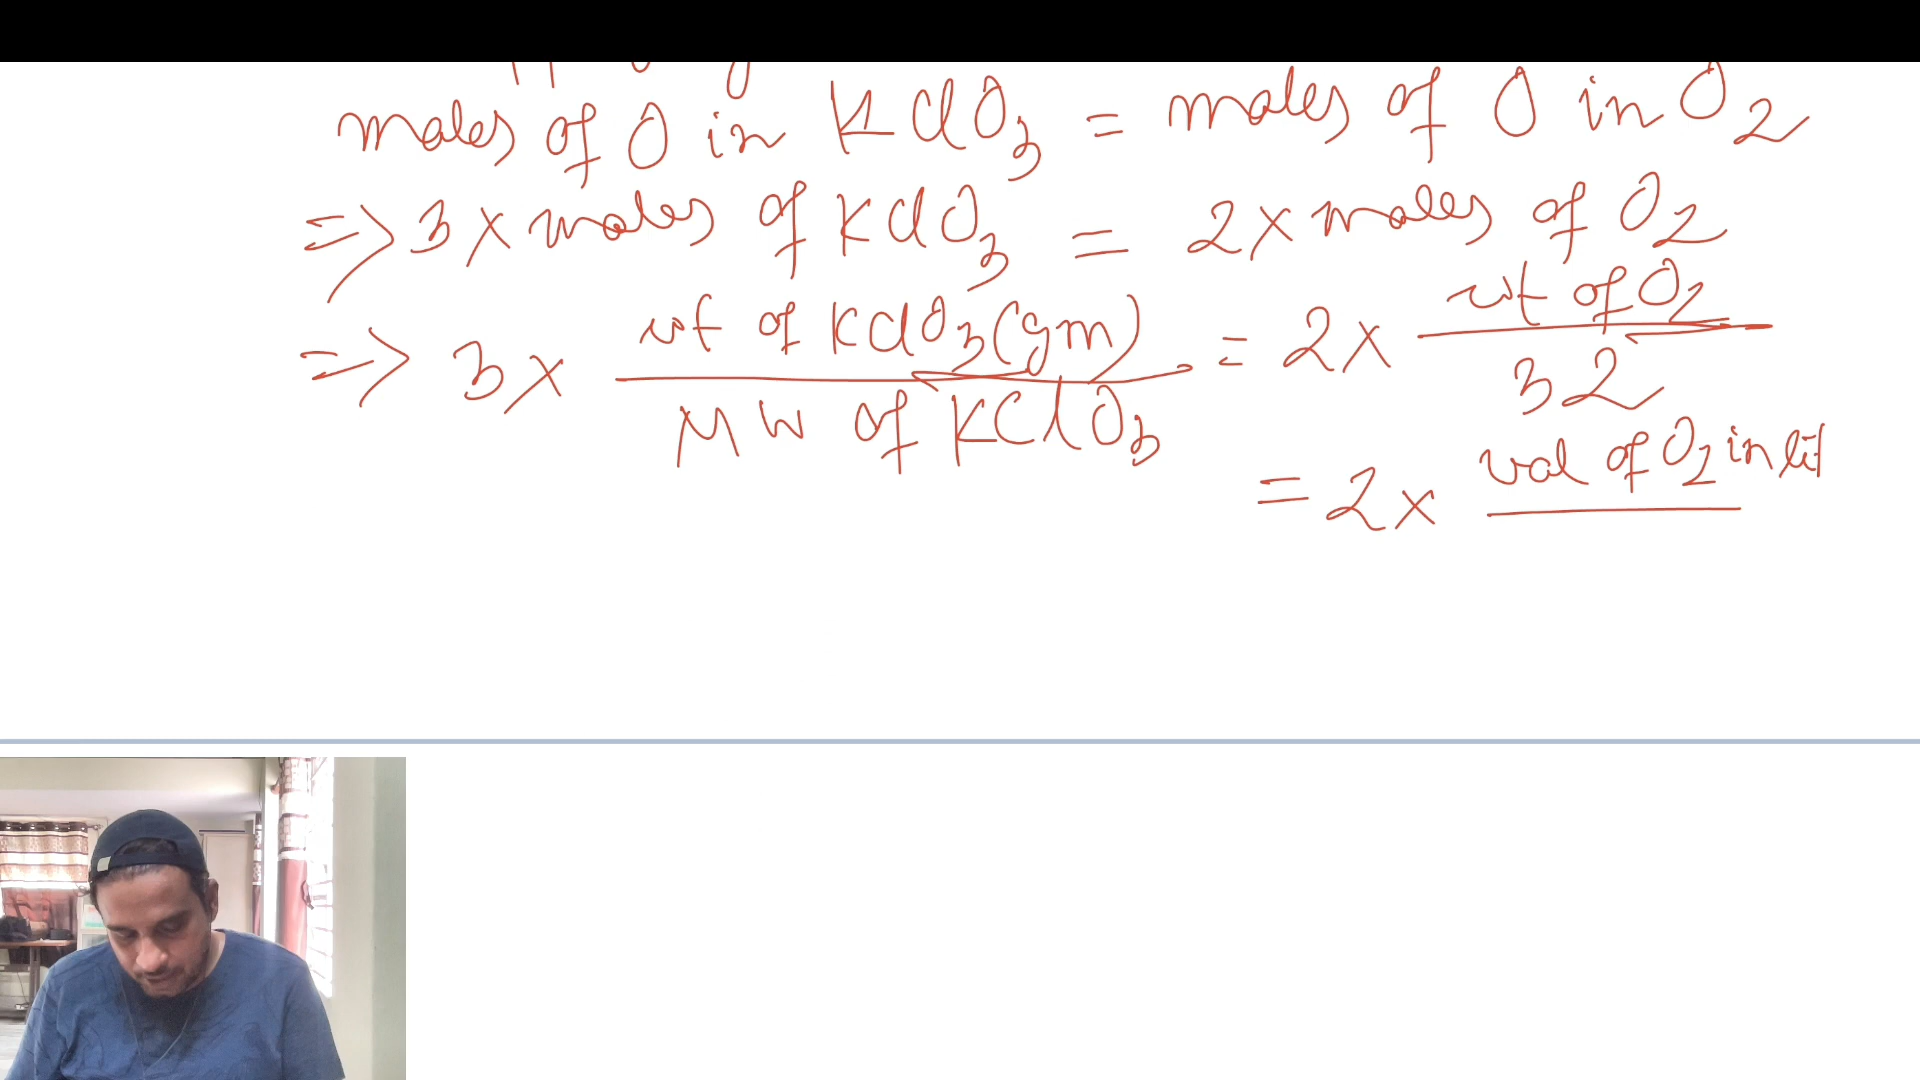 moles of O in KClO3 = moles of O in O2
=> 3 x moles of KClO3 = 2 x moles of O2
=> 3 x wt of KClO3 (gm) / MW of KClO3 = 2 x wt of O2 / 32
= 2 x vol of O2 in lit